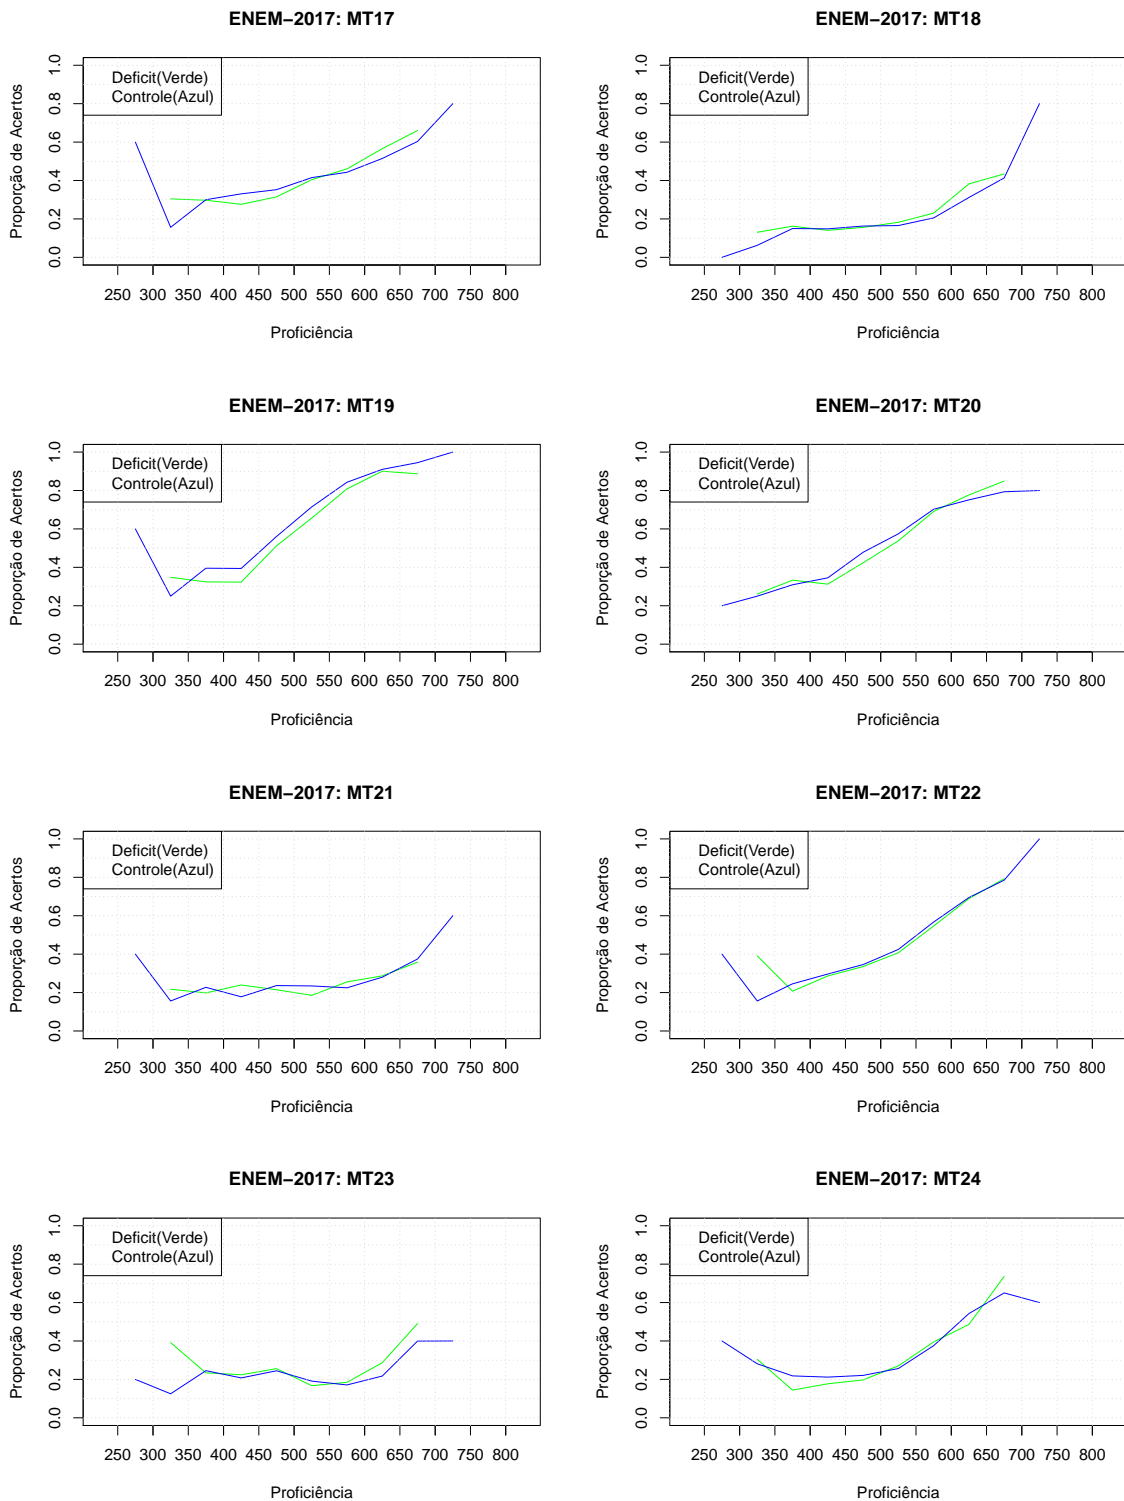 ENEM−2017: MT17
Proporção de Acertos
1.0
0.8
0.6
0.4
0.2
0.0
Deficit(Verde)
Controle(Azul)
250 300 350 400 450 500 550 600 650 700 750 800
Proficiência
ENEM−2017: MT18
Proporção de Acertos
1.0
0.8
0.6
0.4
0.2
0.0
Deficit(Verde)
Controle(Azul)
250 300 350 400 450 500 550 600 650 700 750 800
Proficiência
ENEM−2017: MT19
Proporção de Acertos
1.0
0.8
0.6
0.4
0.2
0.0
Deficit(Verde)
Controle(Azul)
250 300 350 400 450 500 550 600 650 700 750 800
Proficiência
ENEM−2017: MT20
Proporção de Acertos
1.0
0.8
0.6
0.4
0.2
0.0
Deficit(Verde)
Controle(Azul)
250 300 350 400 450 500 550 600 650 700 750 800
Proficiência
ENEM−2017: MT21
Proporção de Acertos
1.0
0.8
0.6
0.4
0.2
0.0
Deficit(Verde)
Controle(Azul)
250 300 350 400 450 500 550 600 650 700 750 800
Proficiência
ENEM−2017: MT22
Proporção de Acertos
1.0
0.8
0.6
0.4
0.2
0.0
Deficit(Verde)
Controle(Azul)
250 300 350 400 450 500 550 600 650 700 750 800
Proficiência
ENEM−2017: MT23
Proporção de Acertos
1.0
0.8
0.6
0.4
0.2
0.0
Deficit(Verde)
Controle(Azul)
250 300 350 400 450 500 550 600 650 700 750 800
Proficiência
ENEM−2017: MT24
Proporção de Acertos
1.0
0.8
0.6
0.4
0.2
0.0
Deficit(Verde)
Controle(Azul)
250 300 350 400 450 500 550 600 650 700 750 800
Proficiência